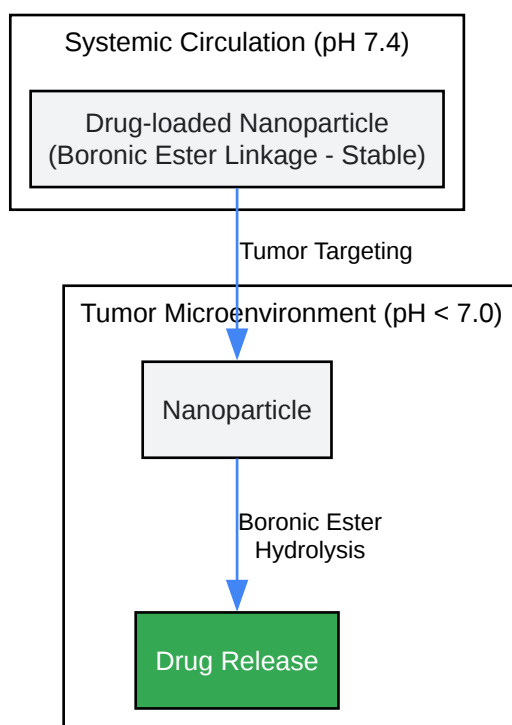 Systemic Circulation (pH 7.4)
Drug-loaded Nanoparticle
(Boronic Ester Linkage - Stable)
Tumor Targeting
Tumor Microenvironment (pH < 7.0)
Nanoparticle
Boronic Ester
Hydrolysis
Drug Release